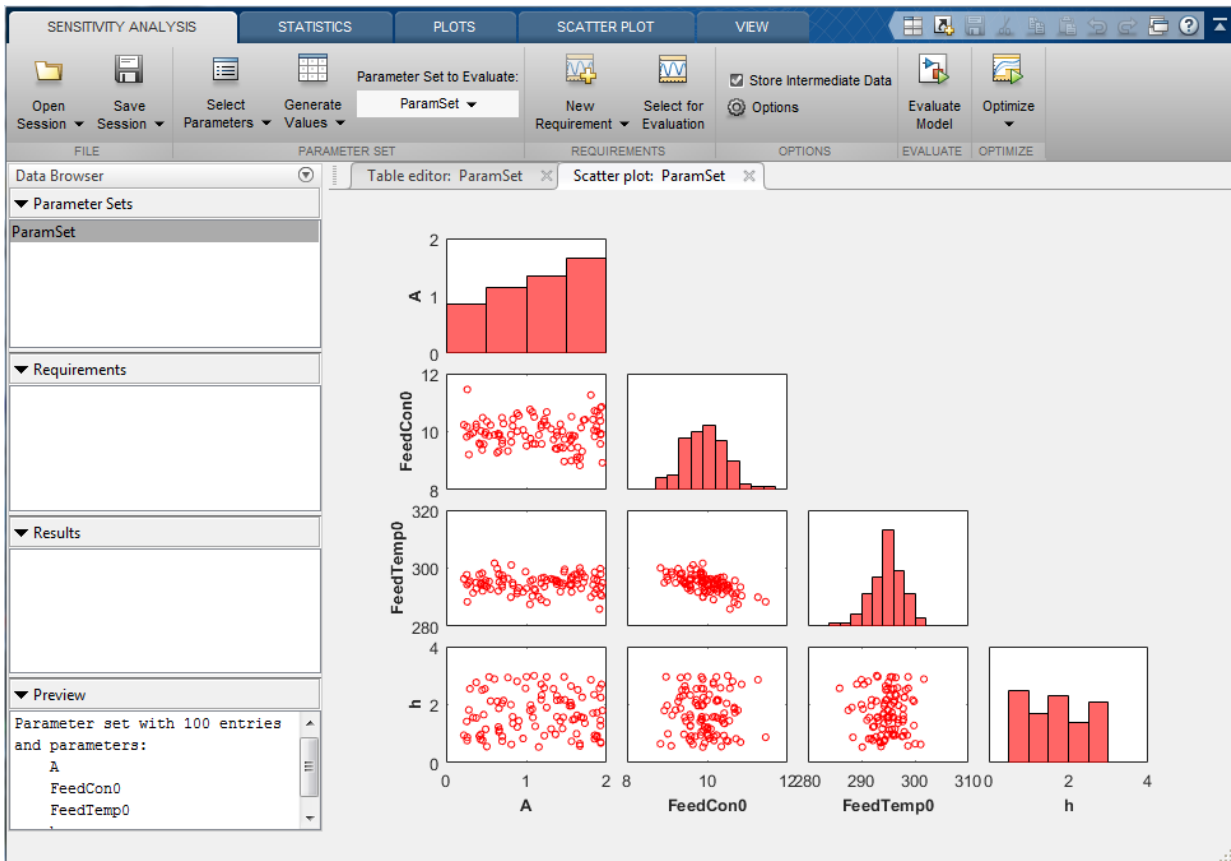 SENSITIVITY ANALYSIS STATISTICS PLOTS SCATTER PLOT VIEW
Open Session
Save Session
Select Parameters
Generate Values
Parameter Set to Evaluate:
ParamSet
New Requirement
Select for Evaluation
Store Intermediate Data
Options
Evaluate Model
Optimize
FILE PARAMETER SET REQUIREMENTS OPTIONS EVALUATE OPTIMIZE
Data Browser
Table editor: ParamSet
Scatter plot: ParamSet
Parameter Sets
ParamSet
Requirements
Results
Preview
Parameter set with 100 entries
and parameters:
A
FeedCon0
FeedTemp0
2
1
0
A
12
10
8
FeedCon0
320
300
280
FeedTemp0
4
2
0
h
0 1 2 8 10 12 280 290 300 310 0 2 4
A FeedCon0 FeedTemp0 h